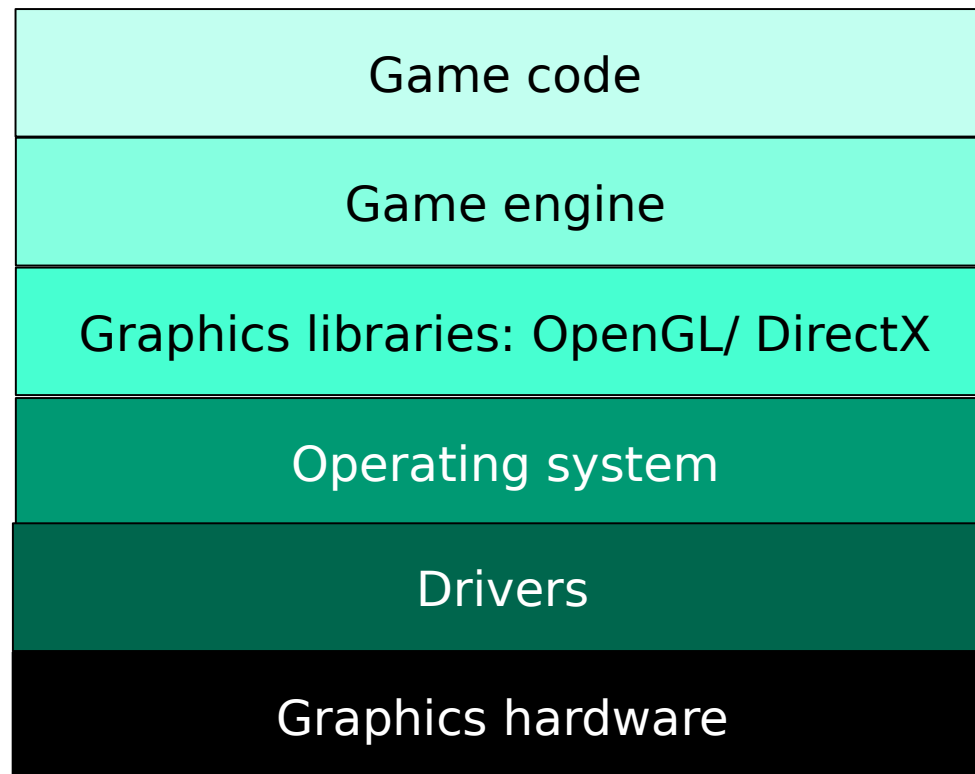 Game code
Game engine
Graphics libraries: OpenGL/ DirectX
Operating system
Drivers
Graphics hardware